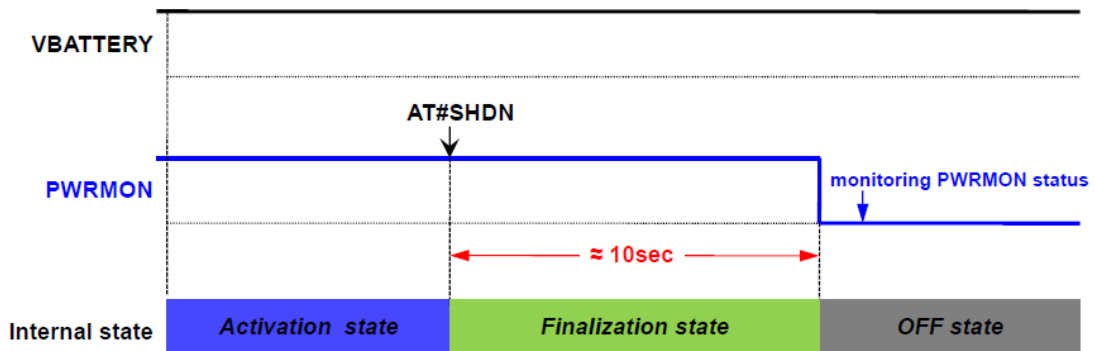 VBATTERY
AT#SHDN
PWRMON
monitoring PWRMON status
≈ 10sec
Internal state
Activation state
Finalization state
OFF state